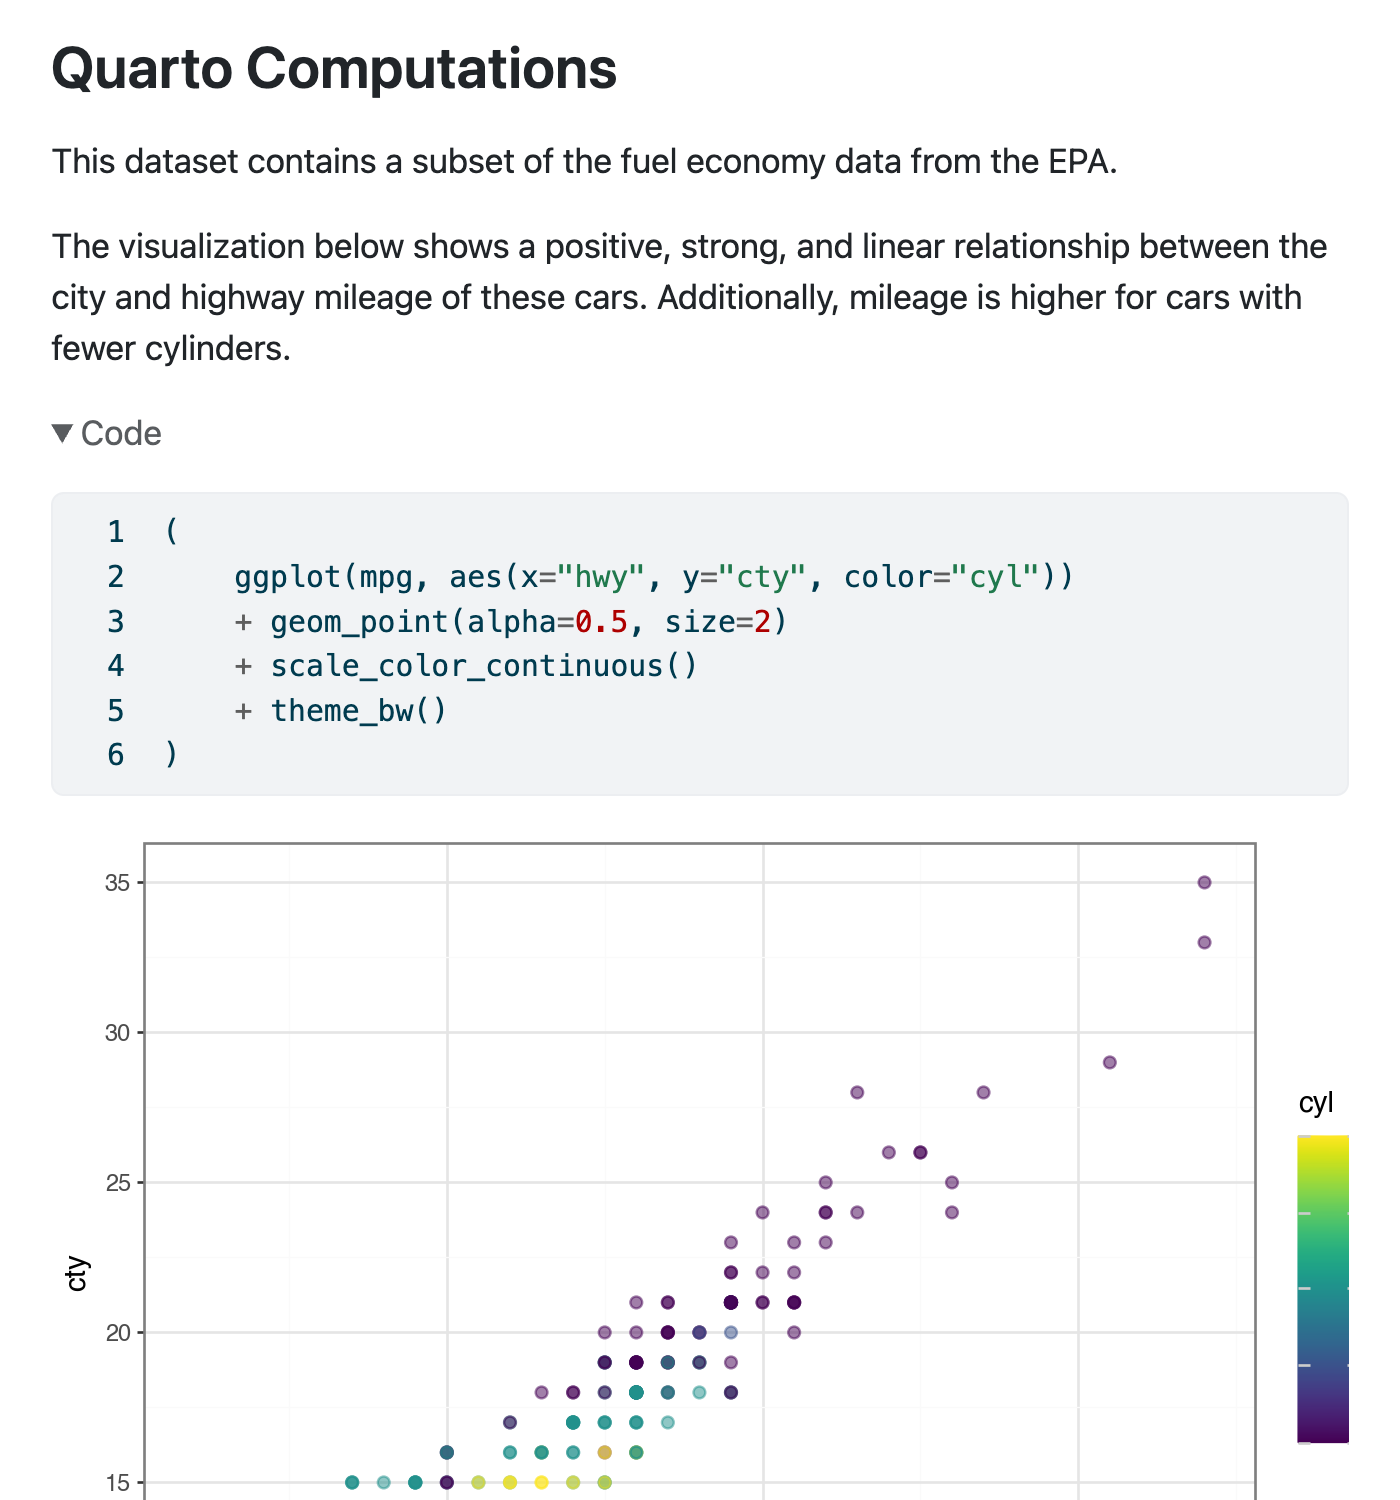 Quarto Computations
This dataset contains a subset of the fuel economy data from the EPA.
The visualization below shows a positive, strong, and linear relationship between the
city and highway mileage of these cars. Additionally, mileage is higher for cars with
fewer cylinders.
▼ Code
1 (
2     ggplot(mpg, aes(x="hwy", y="cty", color="cyl"))
3     + geom_point(alpha=0.5, size=2)
4     + scale_color_continuous()
5     + theme_bw()
6 )
35
30
25
20
15
cty
cyl